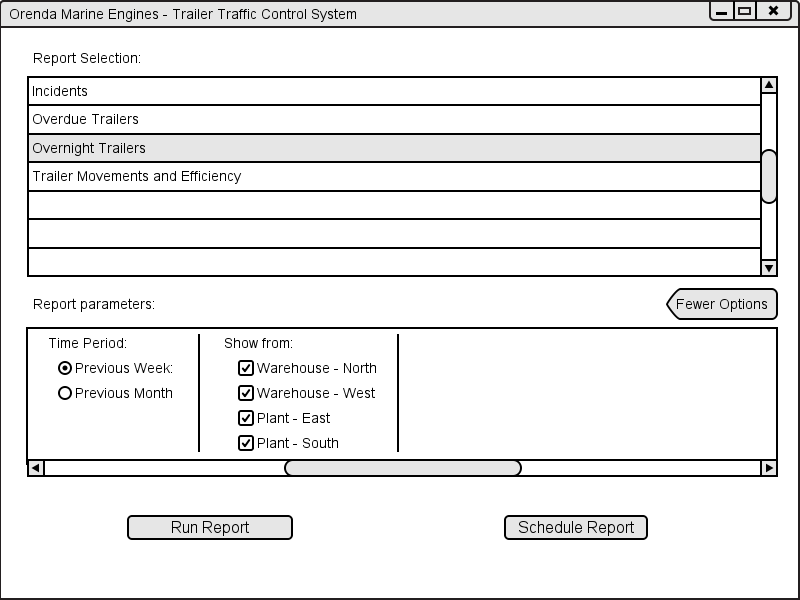 Orenda Marine Engines - Trailer Traffic Control System
Report Selection:
Incidents
Overdue Trailers
Overnight Trailers
Trailer Movements and Efficiency
Report parameters:
Fewer Options
Time Period:
Previous Week:
Previous Month
Show from:
Warehouse - North
Warehouse - West
Plant - East
Plant - South
Run Report
Schedule Report